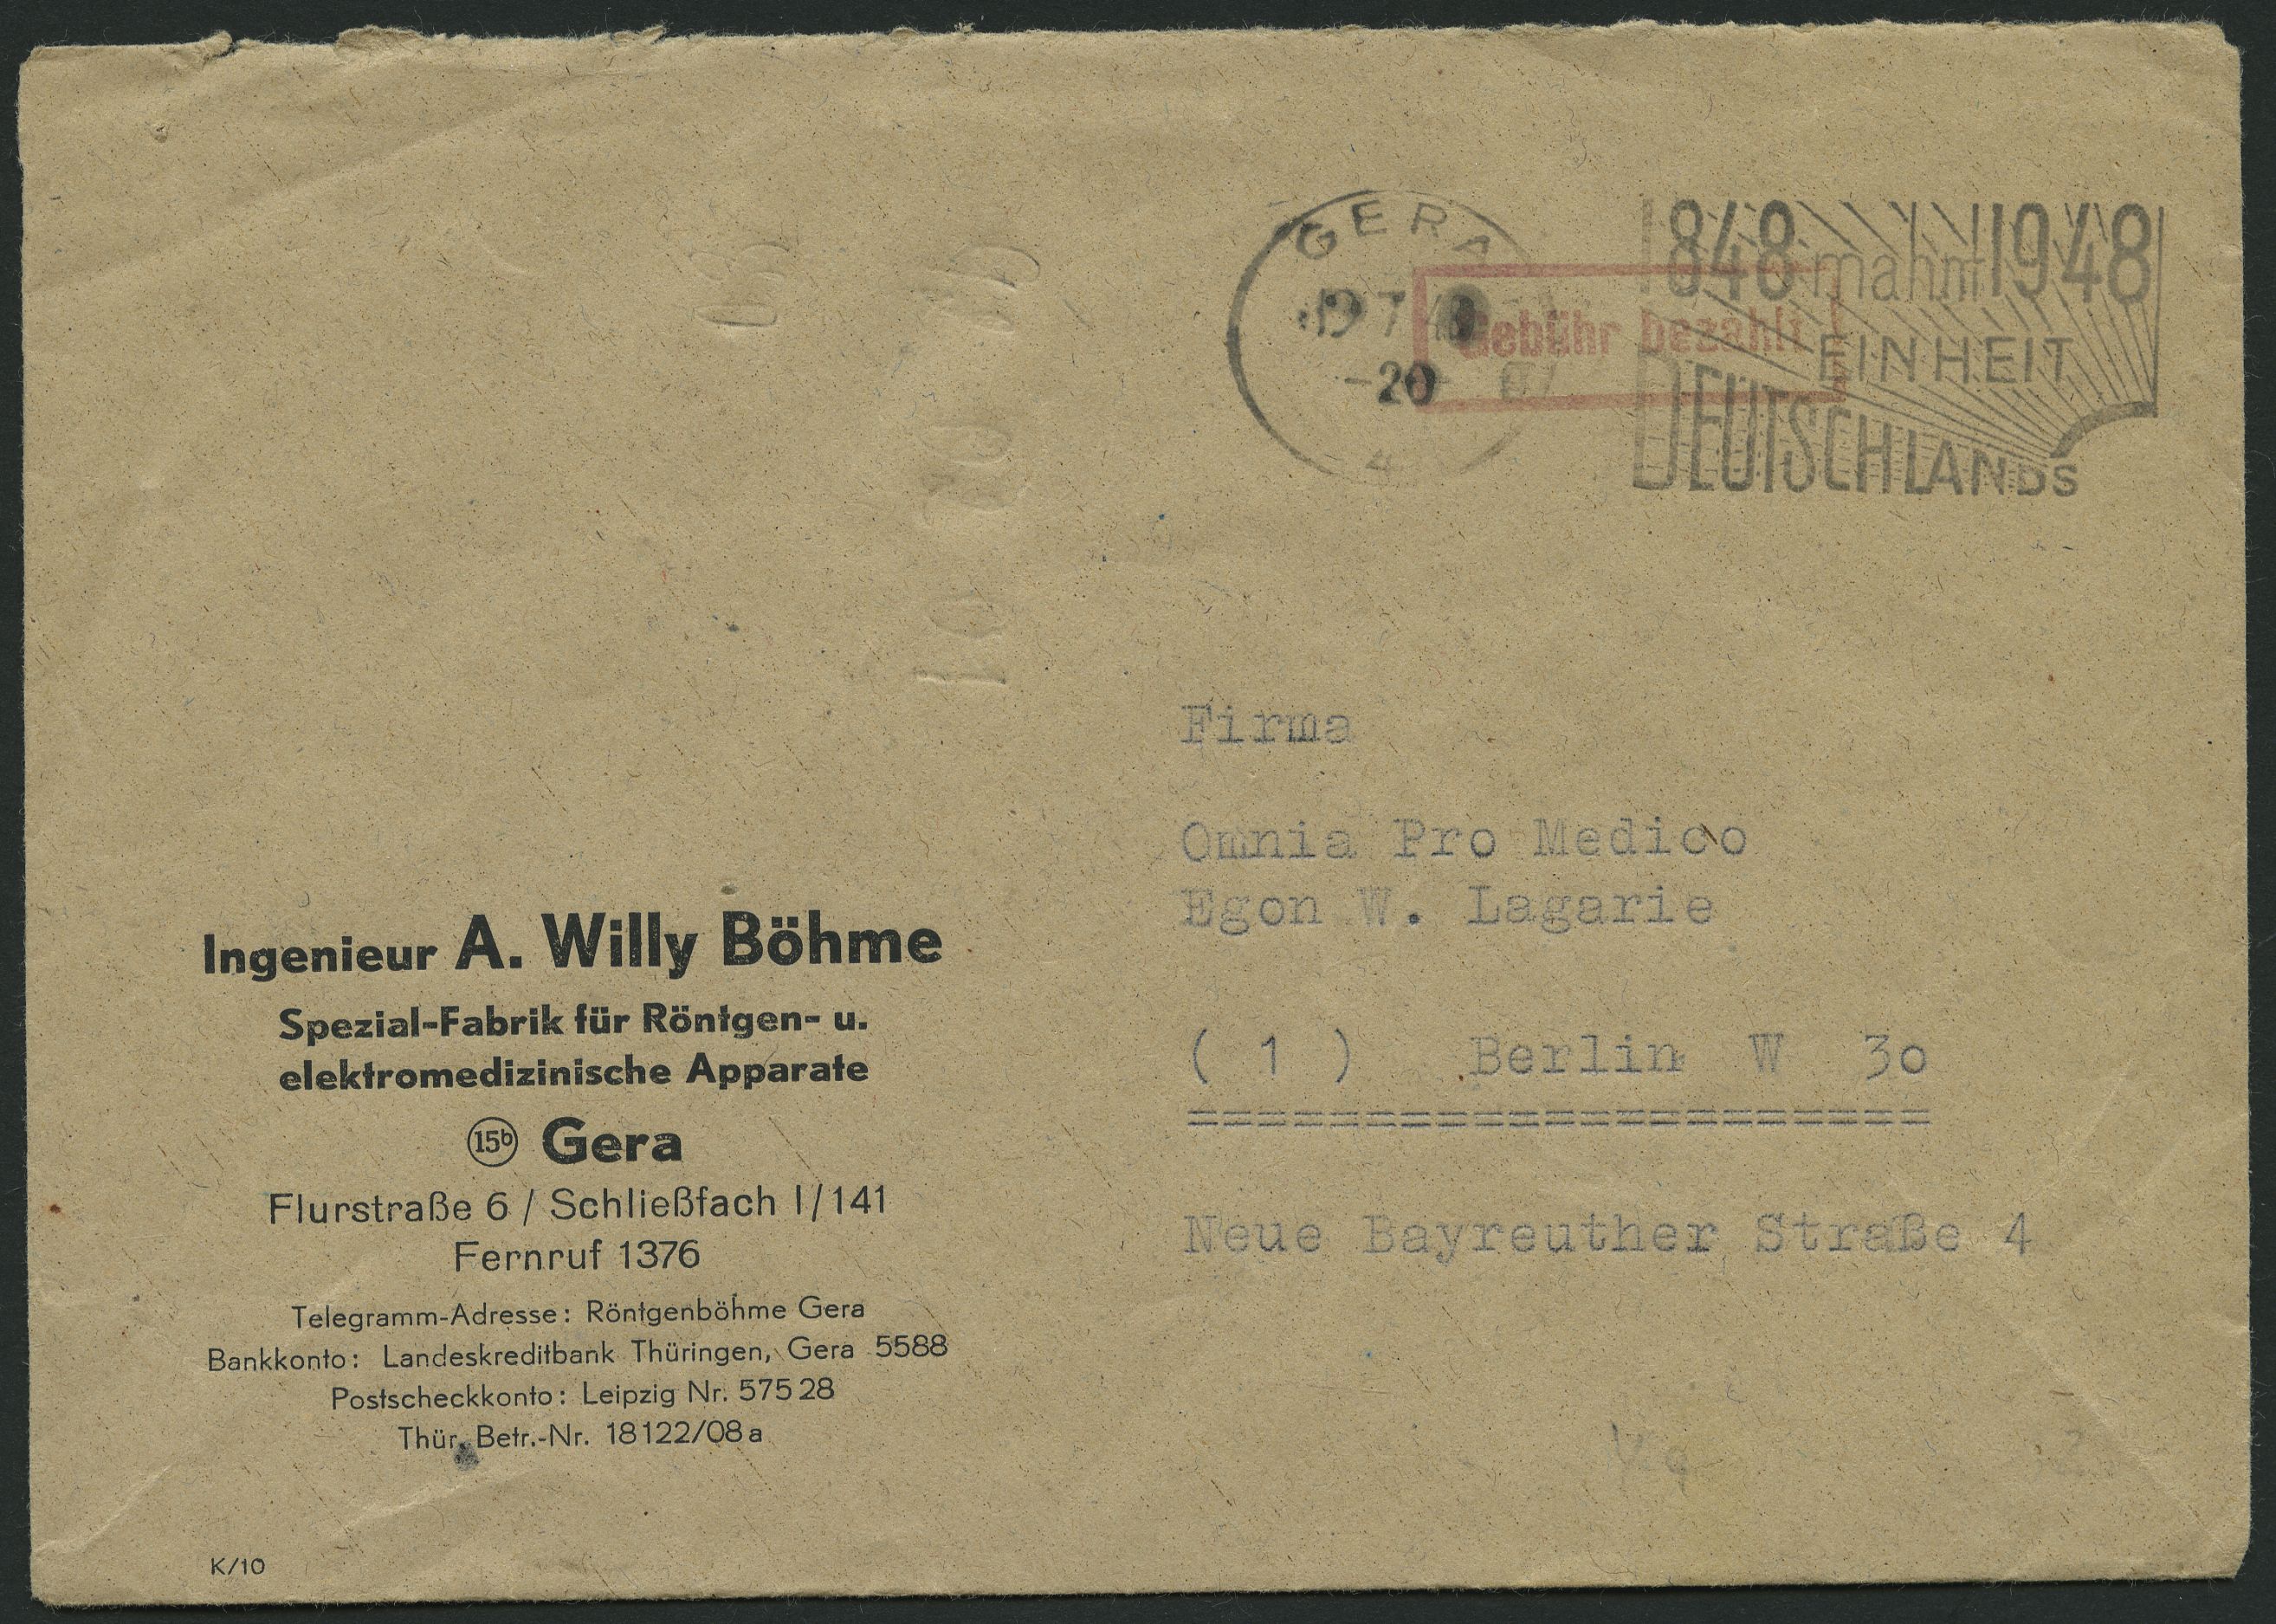 GERA
19.7.48
-20
4
Gebühr bezahlt
1848 mahnt 1948
EINHEIT
DEUTSCHLANDS
Firma
Omnia Pro Medico
Egon W. Lagarie
( 1 ) Berlin W 3o
=====================
Neue Bayreuther Straße 4
Ingenieur A. Willy Böhme
Spezial-Fabrik für Röntgen- u.
elektromedizinische Apparate
15b Gera
Flurstraße 6 / Schließfach I/141
Fernruf 1376
Telegramm-Adresse: Röntgenböhme Gera
Bankkonto: Landeskreditbank Thüringen, Gera 5588
Postscheckkonto: Leipzig Nr. 575 28
Thür. Betr.-Nr. 18122/08a
K/10